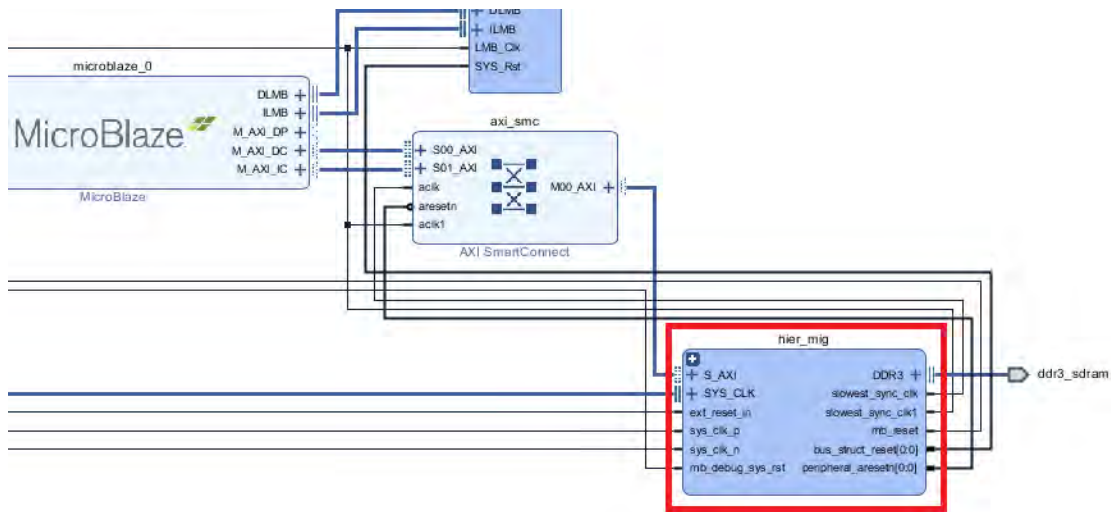 DLMB
ILMB
LMB_Clk
SYS_Rst
microblaze_0
DLMB
ILMB
M_AXI_DP
M_AXI_DC
M_AXI_IC
MicroBlaze
MicroBlaze
axi_smc
S00_AXI
S01_AXI
aclk
aresetn
aclk1
M00_AXI
AXI SmartConnect
hier_mig
S_AXI
SYS_CLK
ext_reset_in
sys_clk_p
sys_clk_n
mb_debug_sys_rst
DDR3
slowest_sync_clk
slowest_sync_clk1
mb_reset
bus_struct_reset[0:0]
peripheral_aresetn[0:0]
ddr3_sdram